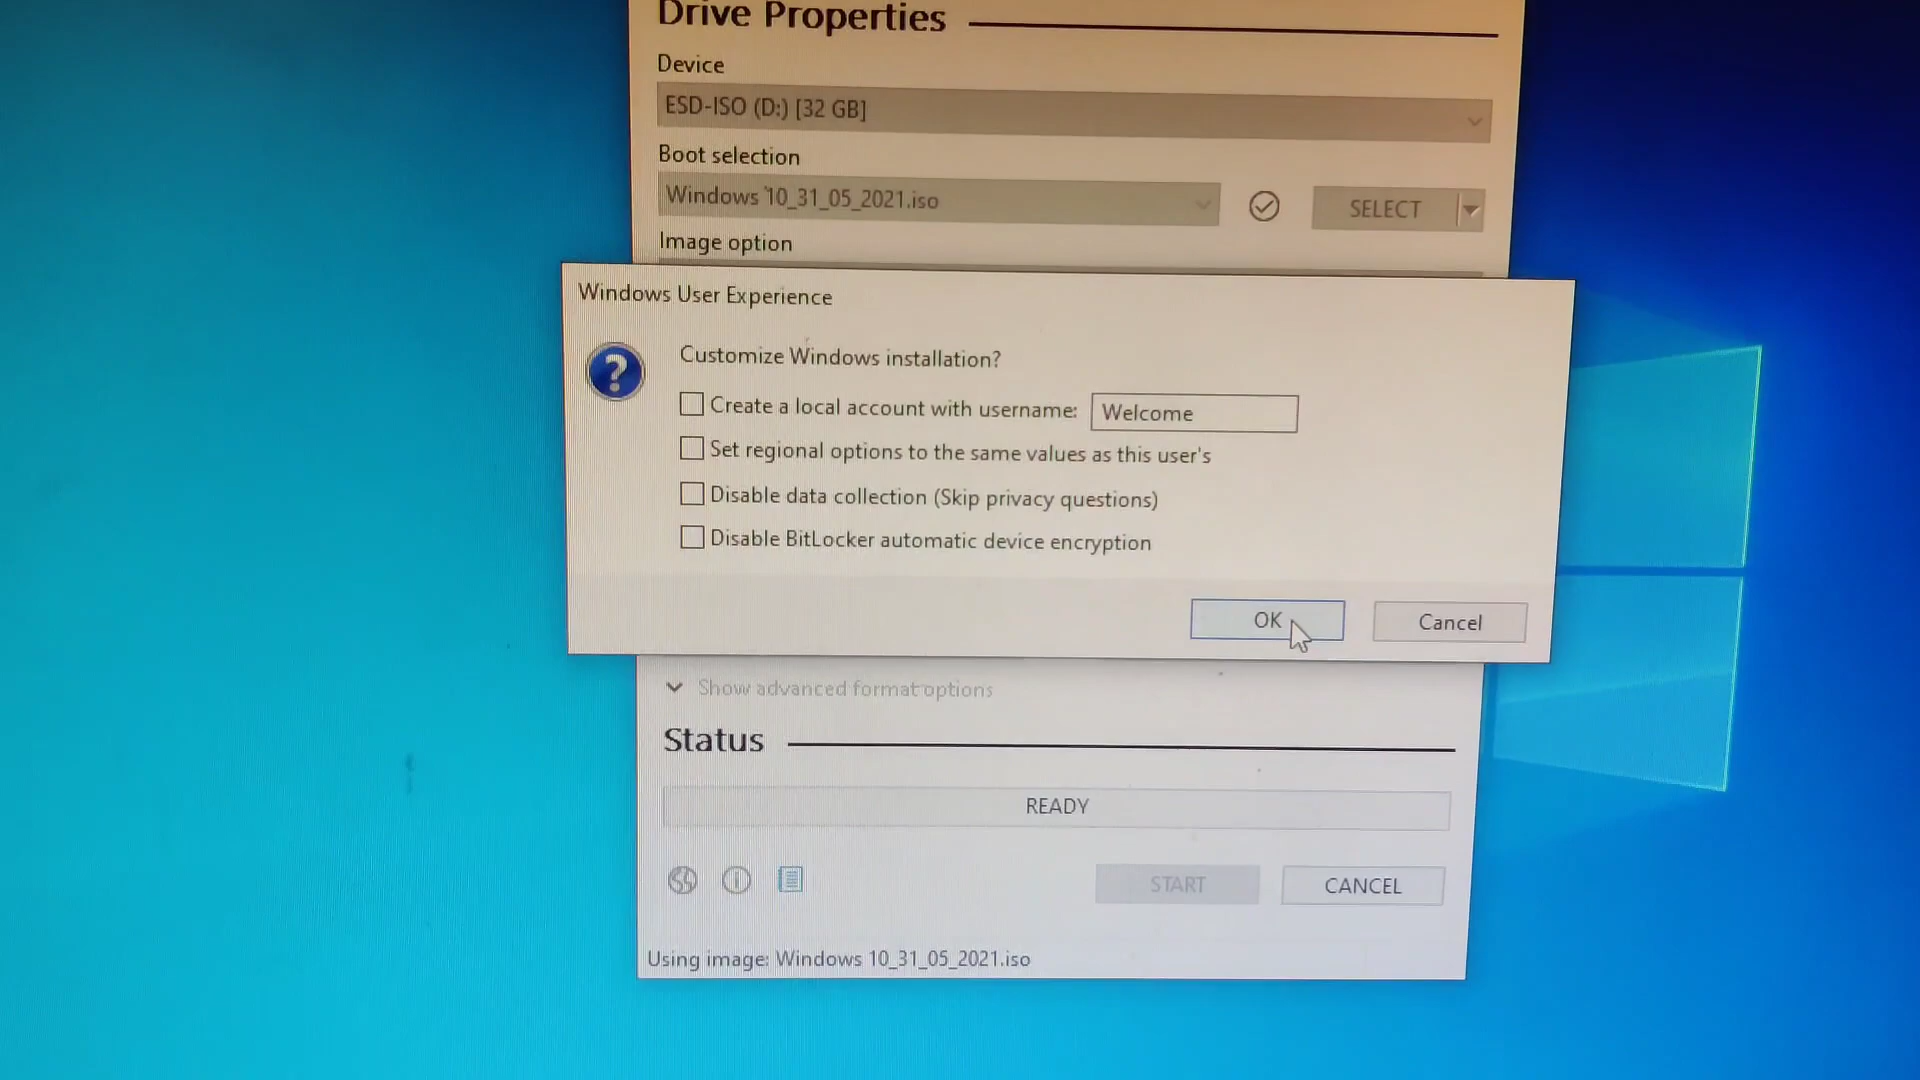 Drive Properties
Device
ESD-ISO (D:) [32 GB]
Boot selection
Windows 10_31_05_2021.iso
SELECT
Image option
Windows User Experience
Customize Windows installation?
Create a local account with username: Welcome
Set regional options to the same values as this user's
Disable data collection (Skip privacy questions)
Disable BitLocker automatic device encryption
OK Cancel
Show advanced format options
Status
READY
START CANCEL
Using image: Windows 10_31_05_2021.iso